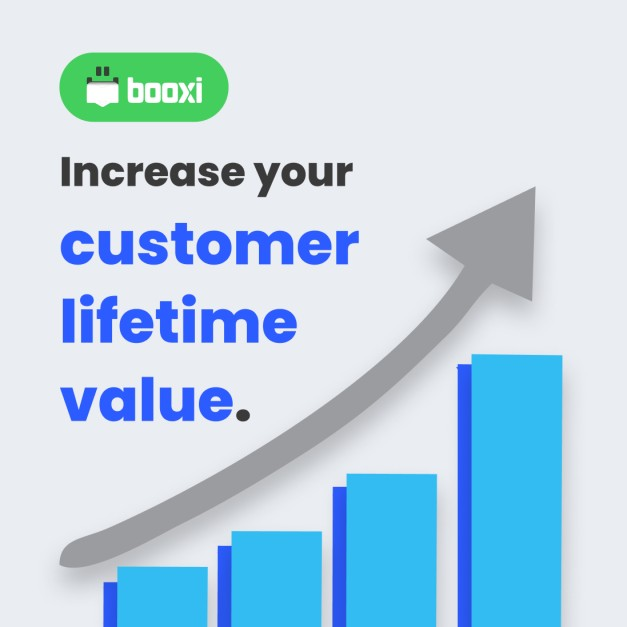 booxi
Increase your
customer
lifetime
value.